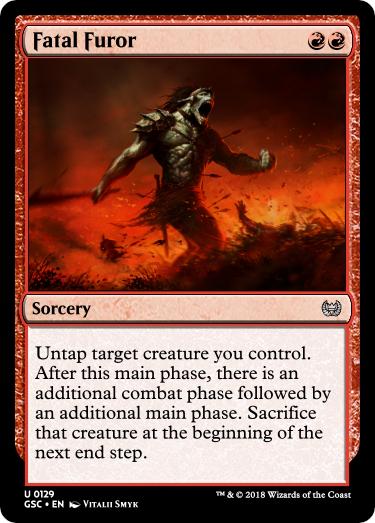 Fatal Furor
Sorcery
Untap target creature you control.
After this main phase, there is an
additional combat phase followed by
an additional main phase. Sacrifice
that creature at the beginning of the
next end step.
U 0129
GSC • EN Vitalii Smyk
™ & © 2018 Wizards of the Coast